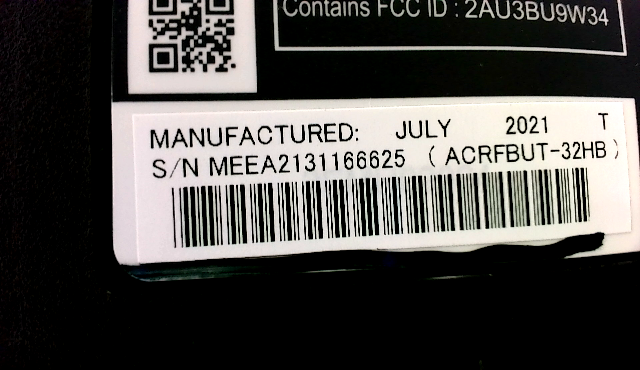 Contains FCC ID : 2AU3BU9W34
MANUFACTURED: JULY 2021 T
S/N MEEA2131166625 ( ACRFBUT-32HB )